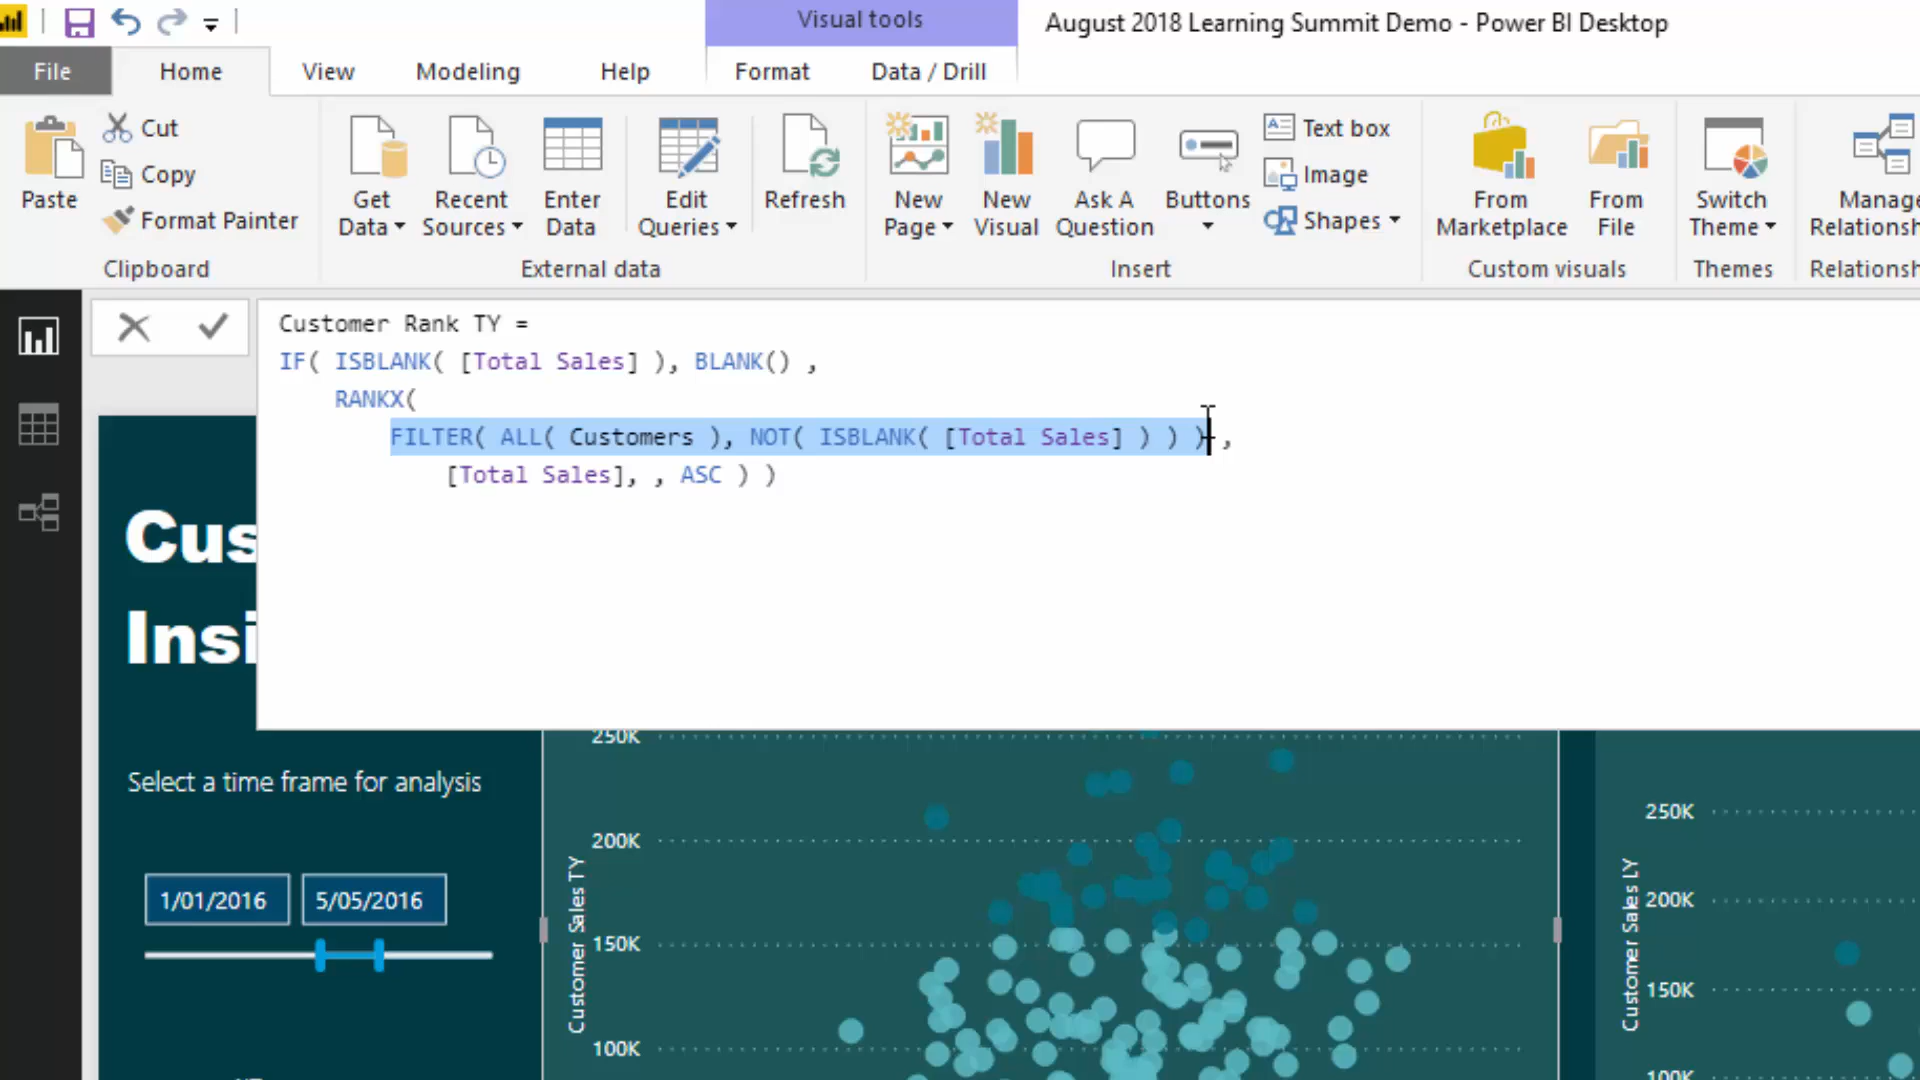 Visual tools
August 2018 Learning Summit Demo - Power BI Desktop
File
Home
View
Modeling
Help
Format
Data / Drill
Paste
Cut
Copy
Format Painter
Clipboard
Get
Data
Recent
Sources
Enter
Data
Edit
Queries
Refresh
External data
New
Page
New
Visual
Ask A
Question
Buttons
Text box
Image
Shapes
Insert
From
Marketplace
From
File
Custom visuals
Switch
Theme
Themes
Manage
Relationsh
Relationsh
Customer Rank TY =
IF( ISBLANK( [Total Sales] ), BLANK() ,
RANKX(
FILTER( ALL( Customers ), NOT( ISBLANK( [Total Sales] ) ) ) ,
[Total Sales], , ASC ) )
Cus
Insi
Select a time frame for analysis
1/01/2016
5/05/2016
Customer Sales TY
250K
200K
150K
100K
Customer Sales LY
250K
200K
150K
100K